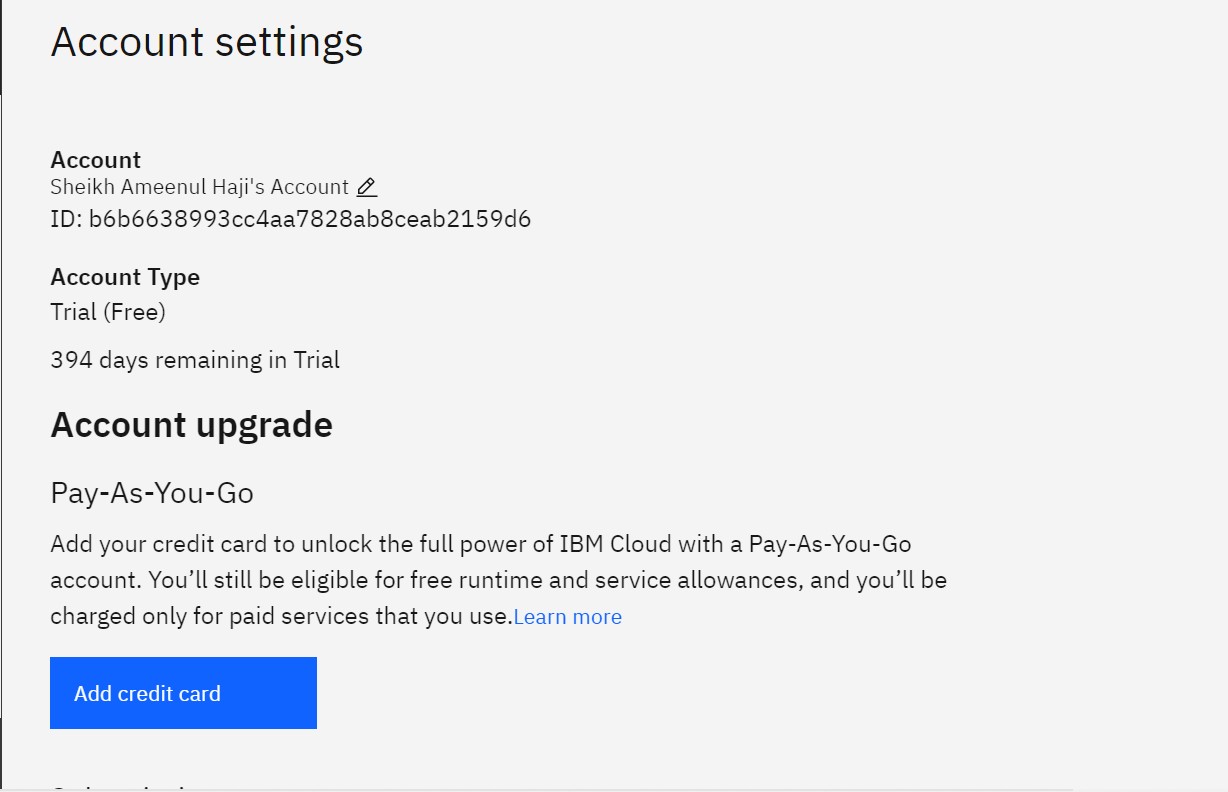 Account settings
Account
Sheikh Ameenul Haji's Account
ID: b6b6638993cc4aa7828ab8ceab2159d6
Account Type
Trial (Free)
394 days remaining in Trial
Account upgrade
Pay-As-You-Go
Add your credit card to unlock the full power of IBM Cloud with a Pay-As-You-Go
account. You’ll still be eligible for free runtime and service allowances, and you’ll be
charged only for paid services that you use.Learn more
Add credit card